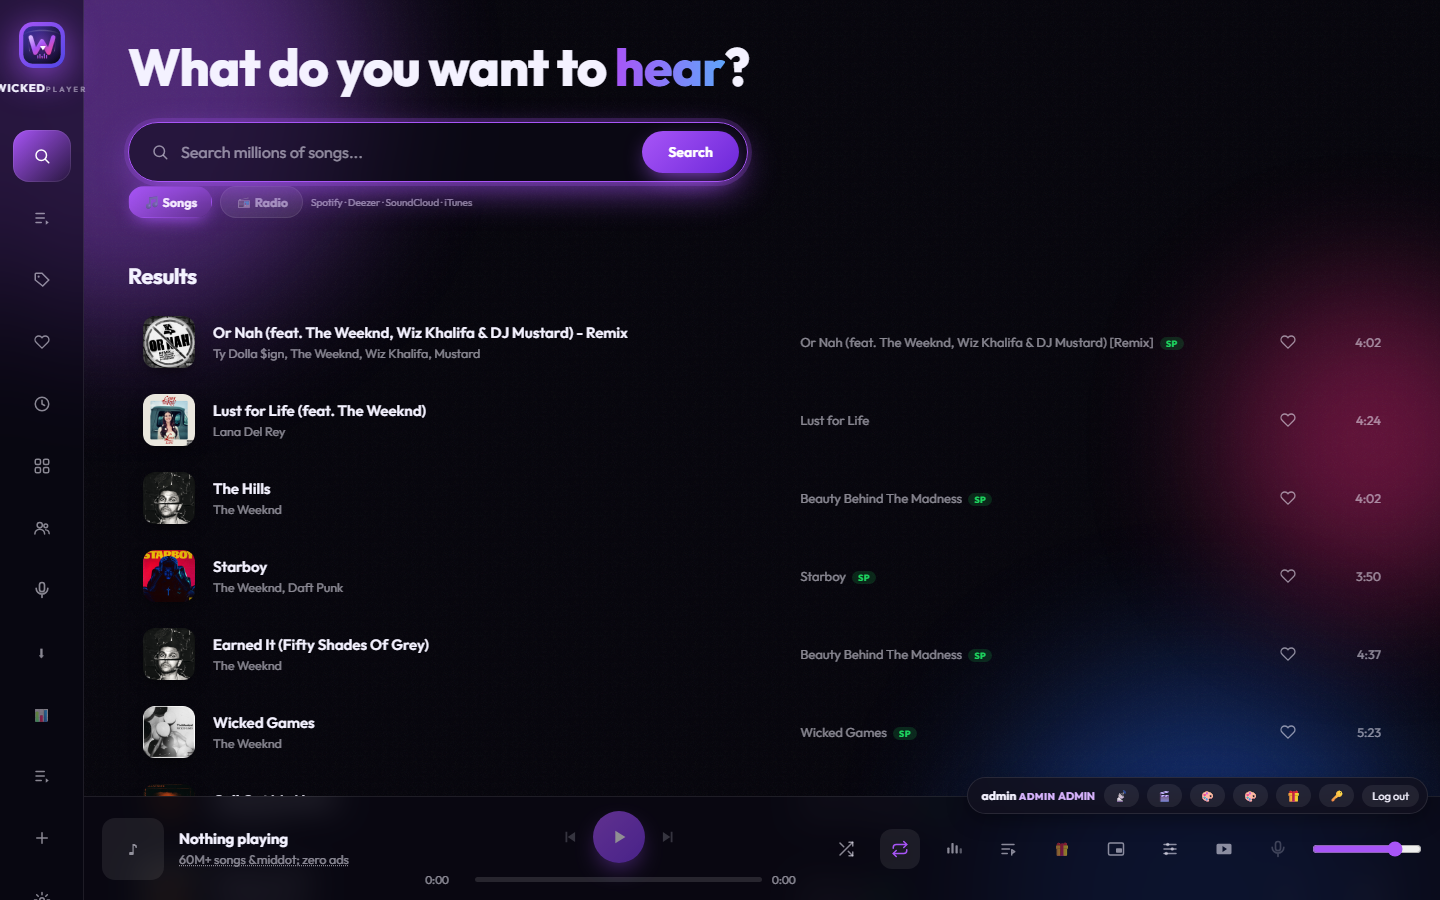 WICKEDPLAYER
What do you want to hear?
Search millions of songs...
Search
Songs
Radio
Spotify · Deezer · SoundCloud · iTunes
Results
Or Nah (feat. The Weeknd, Wiz Khalifa & DJ Mustard) - Remix
Ty Dolla $ign, The Weeknd, Wiz Khalifa, Mustard
Or Nah (feat. The Weeknd, Wiz Khalifa & DJ Mustard) [Remix] SP
4:02
Lust for Life (feat. The Weeknd)
Lana Del Rey
Lust for Life
4:24
The Hills
The Weeknd
Beauty Behind The Madness SP
4:02
Starboy
The Weeknd, Daft Punk
Starboy SP
3:50
Earned It (Fifty Shades Of Grey)
The Weeknd
Beauty Behind The Madness SP
4:37
Wicked Games
The Weeknd
Wicked Games SP
5:23
admin ADMIN ADMIN
Log out
Nothing playing
60M+ songs &middot; zero ads
0:00
0:00